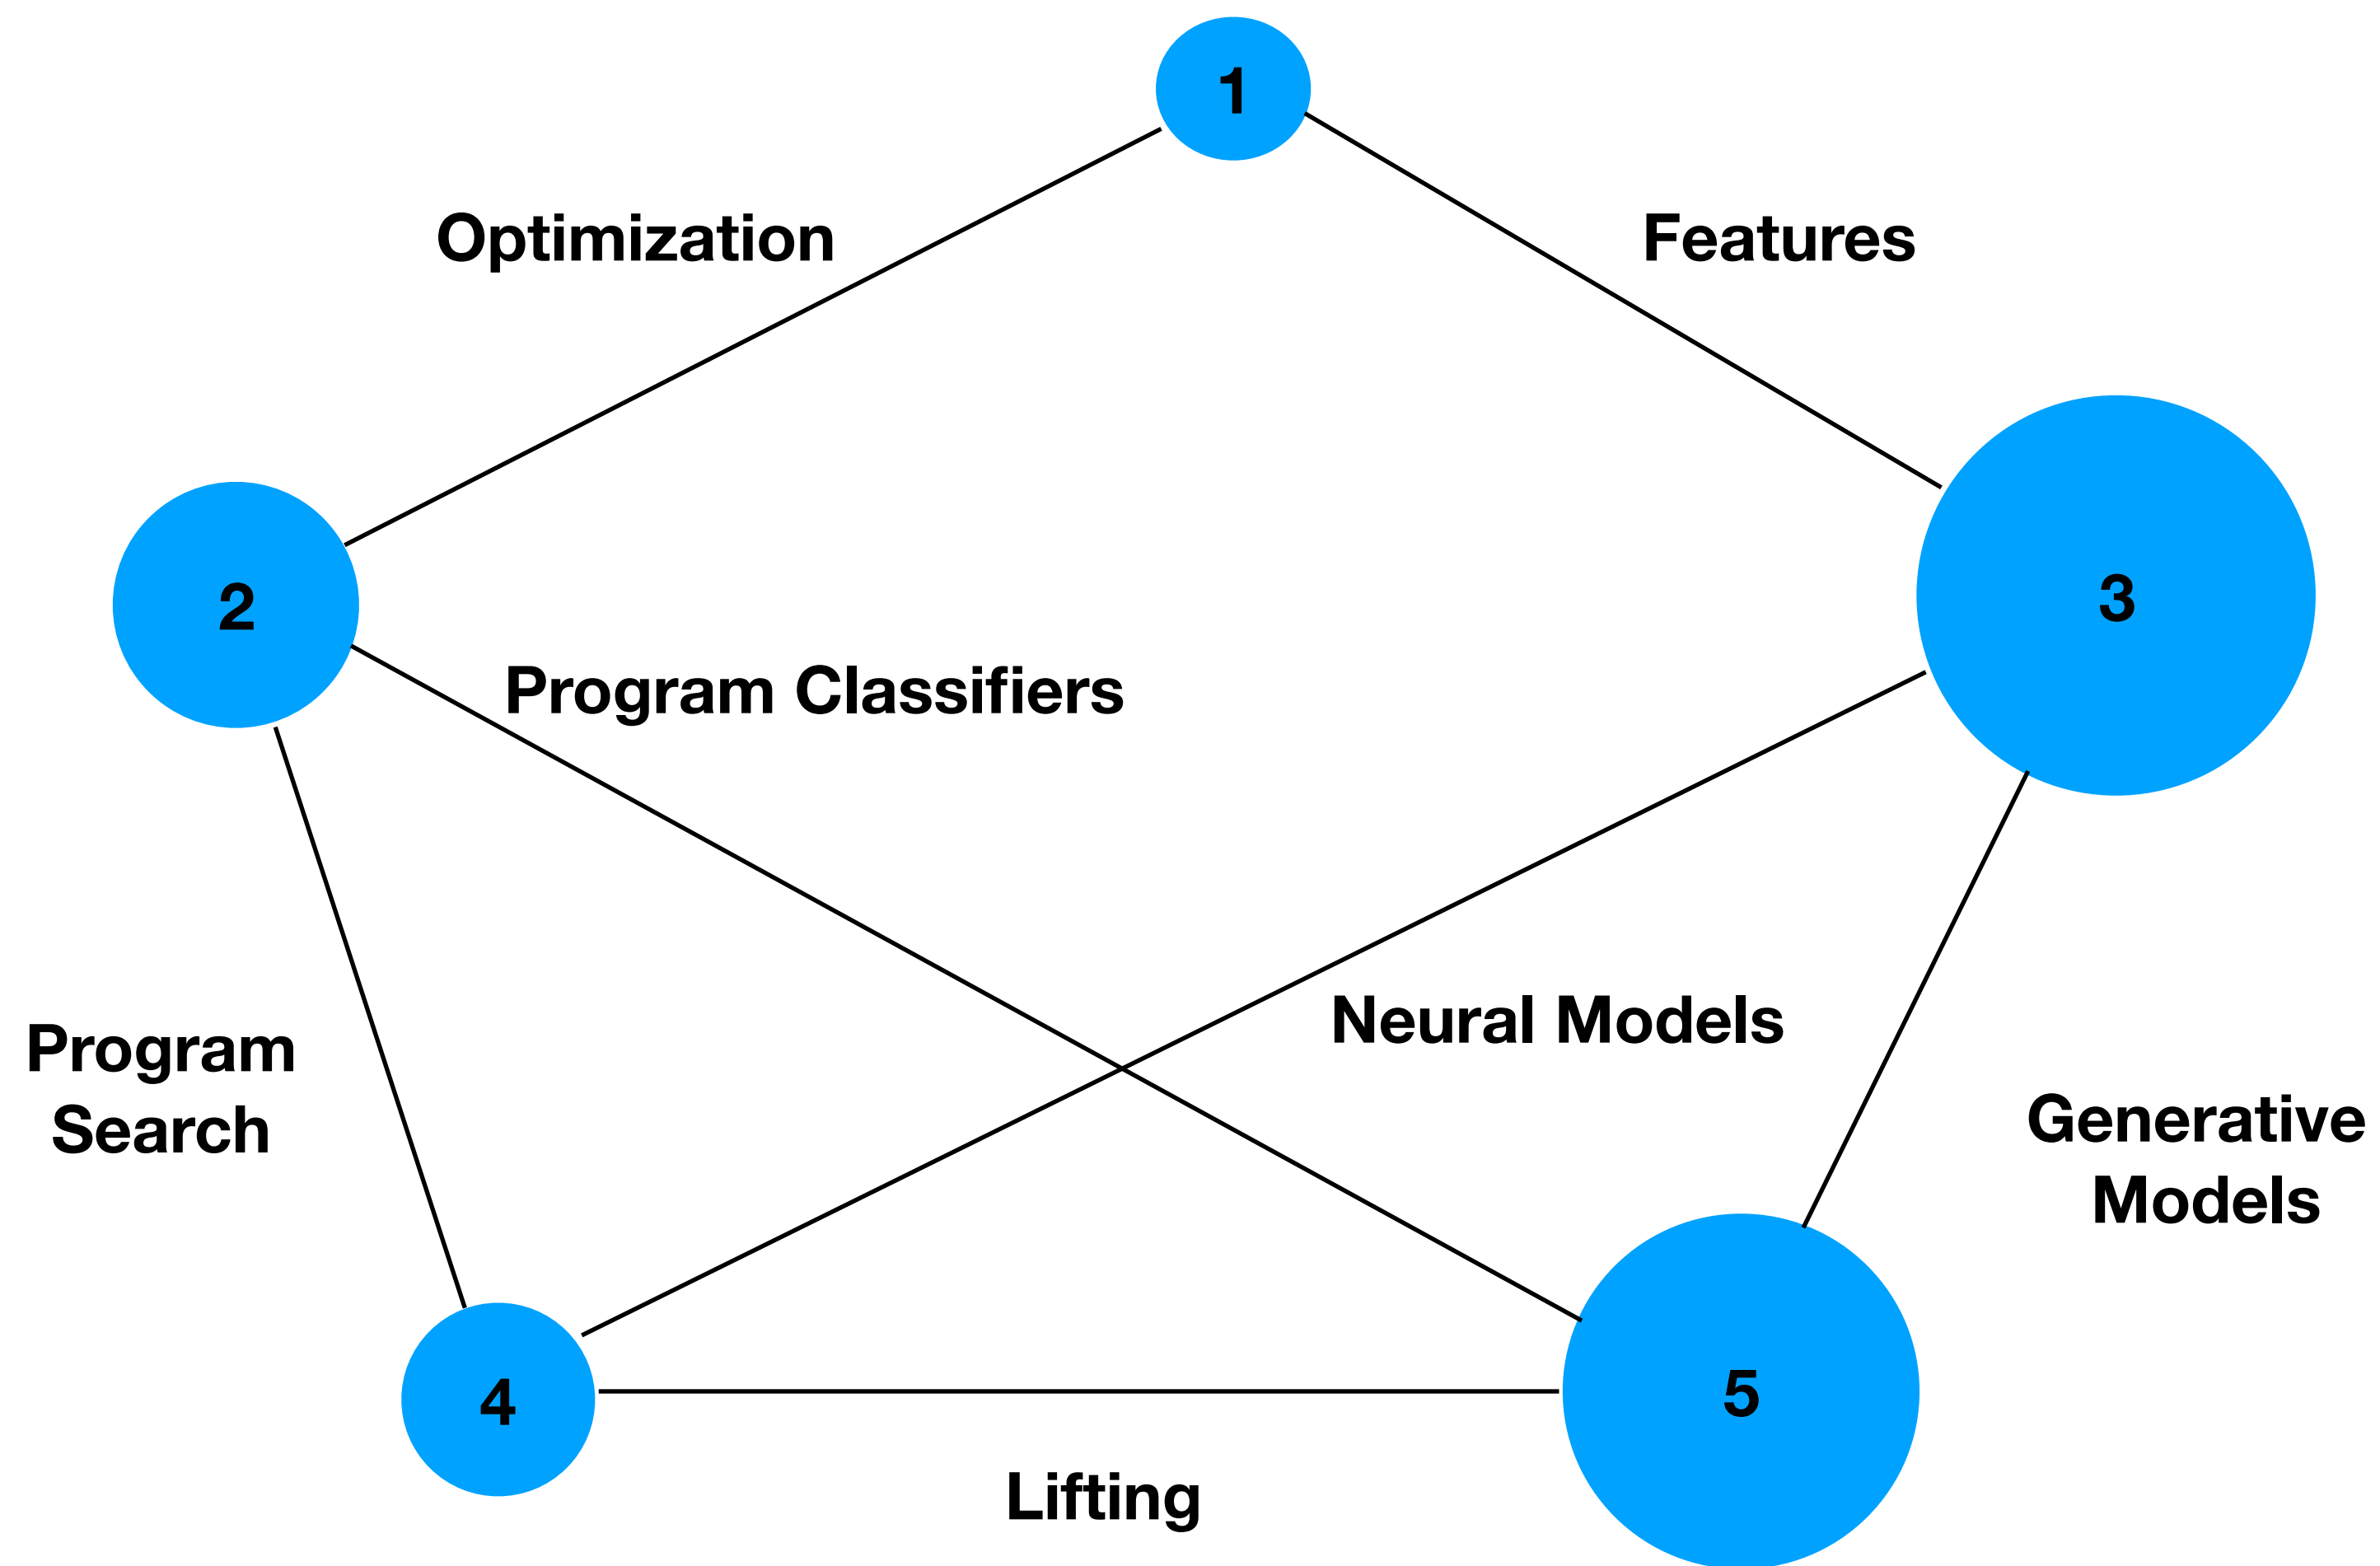 1
Optimization
Features
2
3
Program Classifiers
Neural Models
Program
Search
Generative
Models
4
5
Lifting